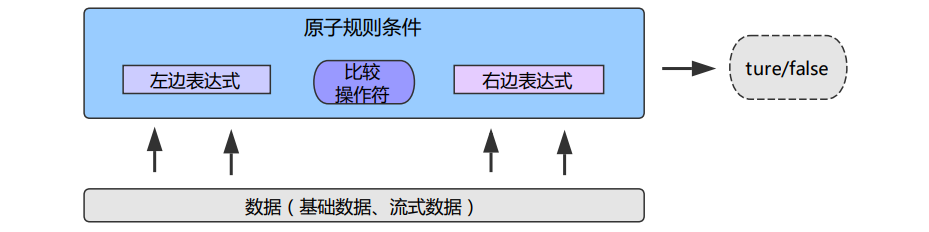 原子规则条件
左边表达式
比较
操作符
右边表达式
ture/false
数据（基础数据、流式数据）